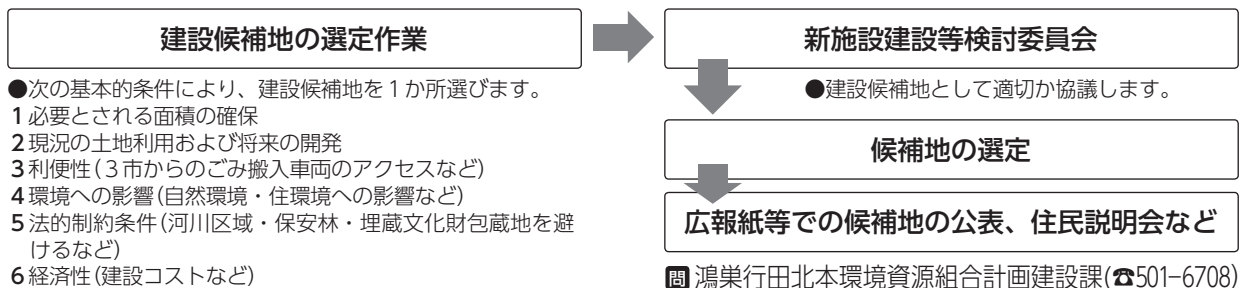 建設候補地の選定作業
●次の基本的条件により、建設候補地を1か所選びます。
1 必要とされる面積の確保
2 現況の土地利用および将来の開発
3 利便性(3市からのごみ搬入車両のアクセスなど)
4 環境への影響(自然環境・住環境への影響など)
5 法的制約条件(河川区域・保安林・埋蔵文化財包蔵地を避
けるなど)
6 経済性(建設コストなど)
新施設建設等検討委員会
●建設候補地として適切か協議します。
候補地の選定
広報紙等での候補地の公表、住民説明会など
問 鴻巣行田北本環境資源組合計画建設課(☎501-6708)